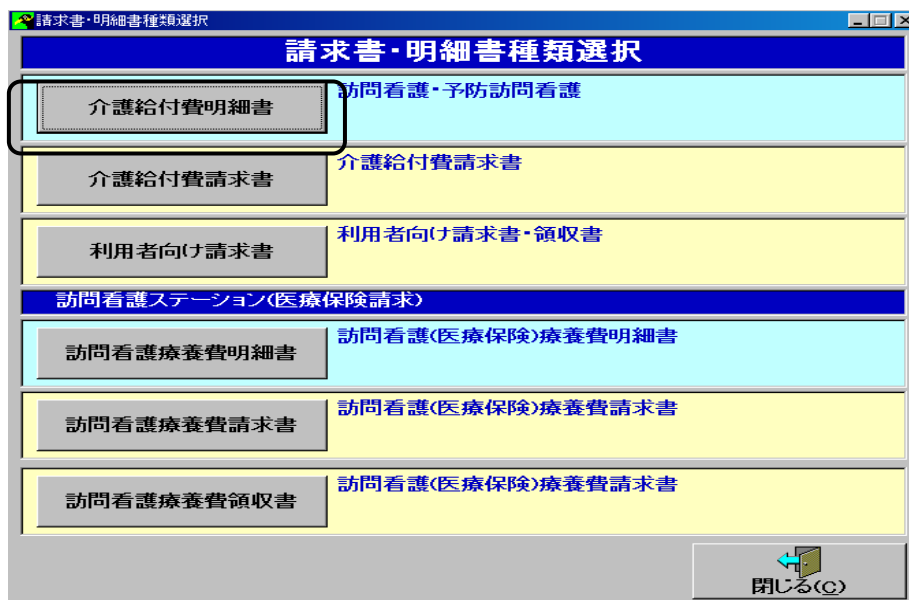 請求書・明細書種類選択
請求書・明細書種類選択
介護給付費明細書
訪問看護・予防訪問看護
介護給付費請求書
介護給付費請求書
利用者向け請求書
利用者向け請求書・領収書
訪問看護ステーション(医療保険請求)
訪問看護療養費明細書
訪問看護(医療保険)療養費明細書
訪問看護療養費請求書
訪問看護(医療保険)療養費請求書
訪問看護療養費領収書
訪問看護(医療保険)療養費請求書
閉じる(C)